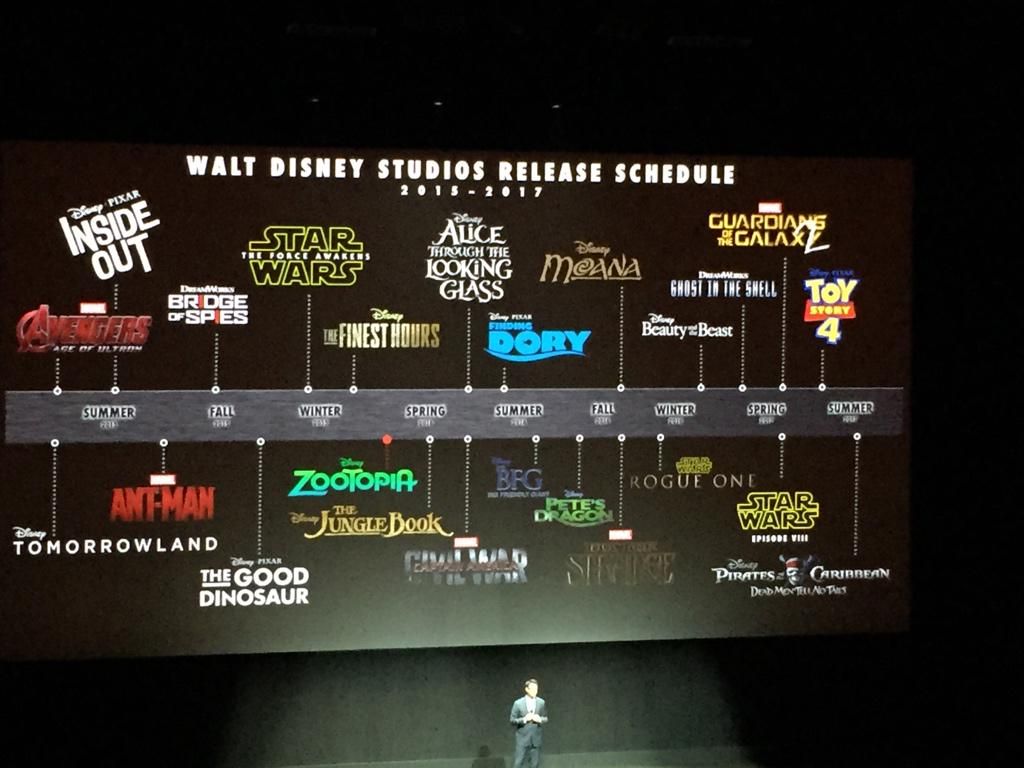 WALT DISNEY STUDIOS RELEASE SCHEDULE
2015-2017
Disney PIXAR
INSIDE
OUT
MARVEL
AVENGERS
AGE OF ULTRON
DREAMWORKS
BRIDGE
OF SPIES
STAR
THE FORCE AWAKENS
WARS
Disney
THE FINEST HOURS
Disney
ALICE
THROUGH THE
LOOKING
GLASS
Disney PIXAR
FINDING
DORY
Disney
MOANA
MARVEL
GUARDIANS
OF THE GALAXY
2
DREAMWORKS
GHOST IN THE SHELL
Disney
Beauty and the Beast
Disney PIXAR
TOY
STORY
4
SUMMER
2015
FALL
2015
WINTER
2015
SPRING
2016
SUMMER
2016
FALL
2016
WINTER
2016
SPRING
2017
SUMMER
2017
Disney
TOMORROWLAND
MARVEL
ANT-MAN
Disney PIXAR
THE GOOD
DINOSAUR
Disney
ZOOTOPIA
Disney THE
JUNGLE BOOK
MARVEL
CAPTAIN AMERICA
CIVIL WAR
Disney
BFG
BIG FRIENDLY GIANT
Disney
PETE'S
DRAGON
MARVEL
DOCTOR
STRANGE
STAR
WARS
ROGUE ONE
STAR
WARS
EPISODE VIII
Disney
PIRATES OF THE CARIBBEAN
DEAD MEN TELL NO TALES